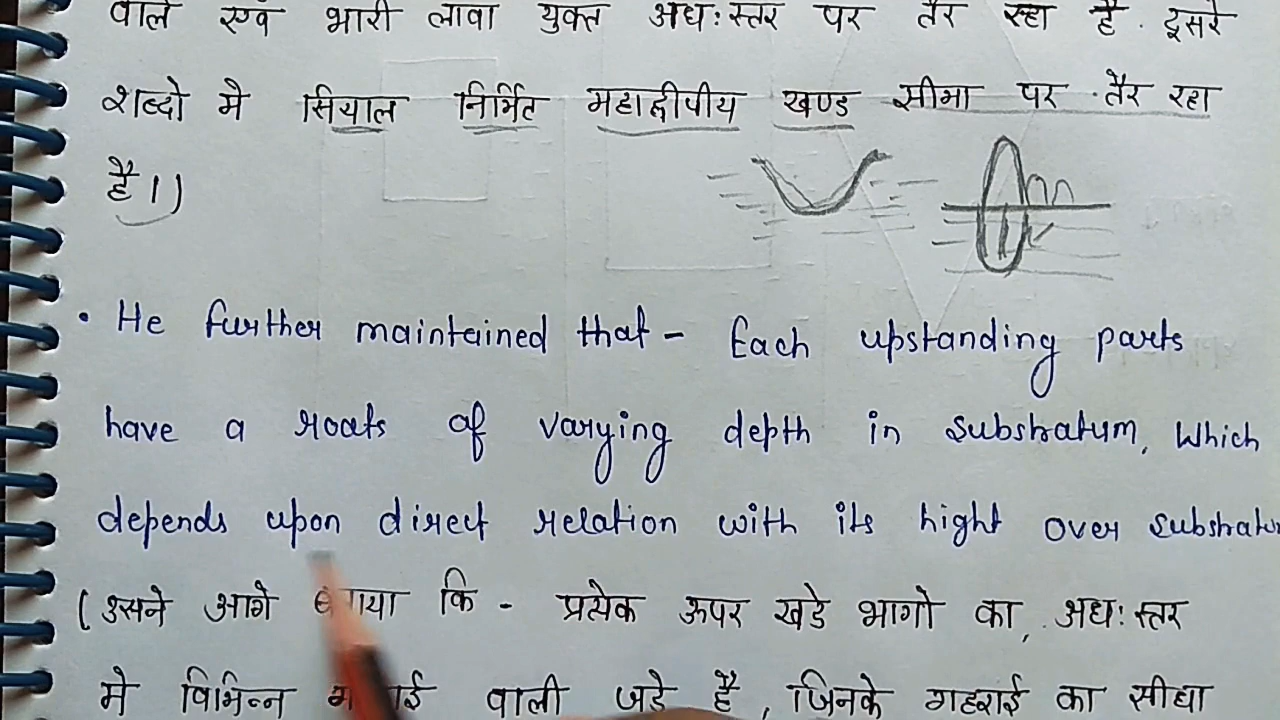 वाले एवं भारी लावा युक्त अधः स्तर पर तैर रहा है. दूसरे
शब्दो मे सियाल निर्मित महाद्वीपीय खण्ड सीमा पर तैर रहा
है।)
• He further maintained that - Each upstanding parts
have a roots of varying depth in substratum, which
depends upon direct relation with its hight over substratum
(उसने आगे बताया कि - प्रत्येक ऊपर खडे भागो का, अधः स्तर
मे विभिन्न वाली जडे है, जिनके गहराई का सीधा